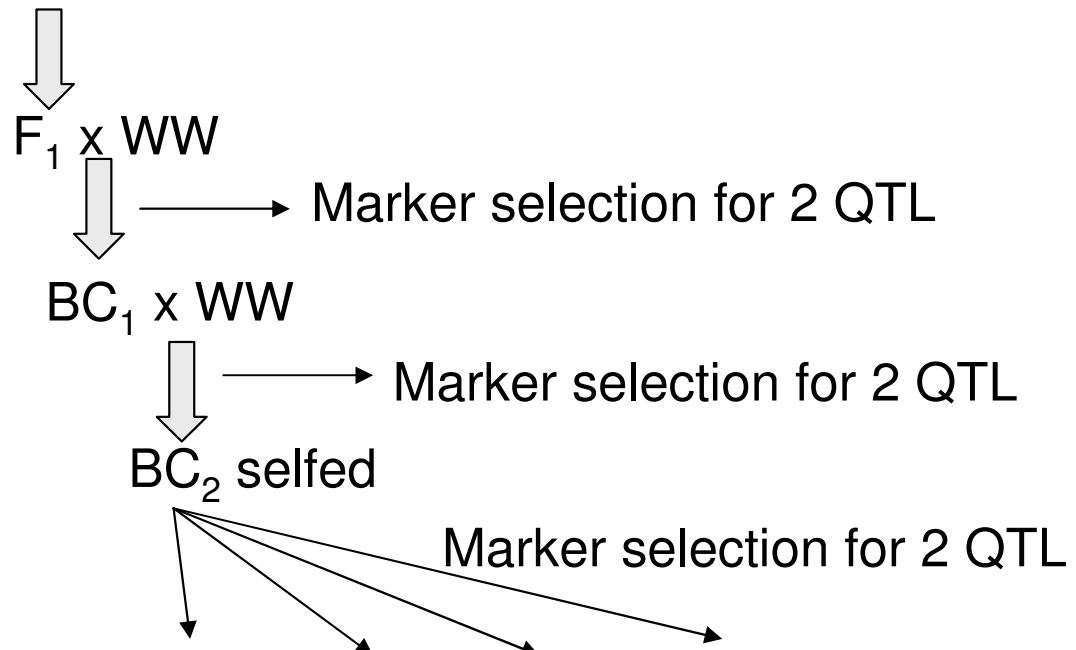 F₁ x WW
Marker selection for 2 QTL
BC₁ x WW
Marker selection for 2 QTL
BC₂ selfed
Marker selection for 2 QTL